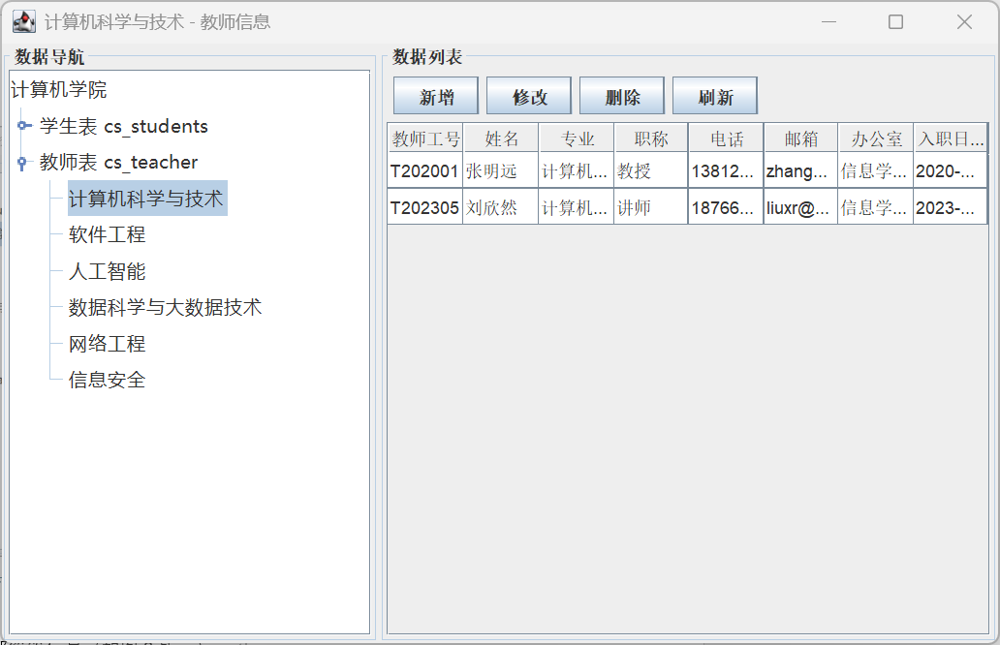 计算机科学与技术 - 教师信息
数据导航
计算机学院
学生表 cs_students
教师表 cs_teacher
计算机科学与技术
软件工程
人工智能
数据科学与大数据技术
网络工程
信息安全
数据列表
新增 修改 删除 刷新
教师工号 姓名 专业 职称 电话 邮箱 办公室 入职日...
T202001 张明远 计算机... 教授 13812... zhang... 信息学... 2020-...
T202305 刘欣然 计算机... 讲师 18766... liuxr@... 信息学... 2023-...